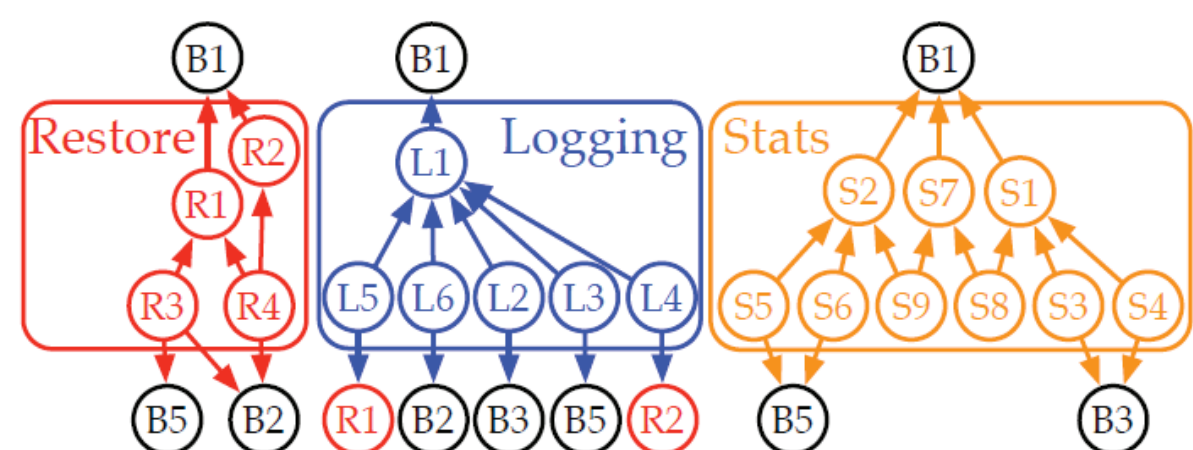 B1 B1 B1
Restore R2 Logging Stats
L1
R1 S2 S7 S1
R3 R4 L5 L6 L2 L3 L4 S5 S6 S9 S8 S3 S4
B5 B2 R1 B2 B3 B5 R2 B5 B3